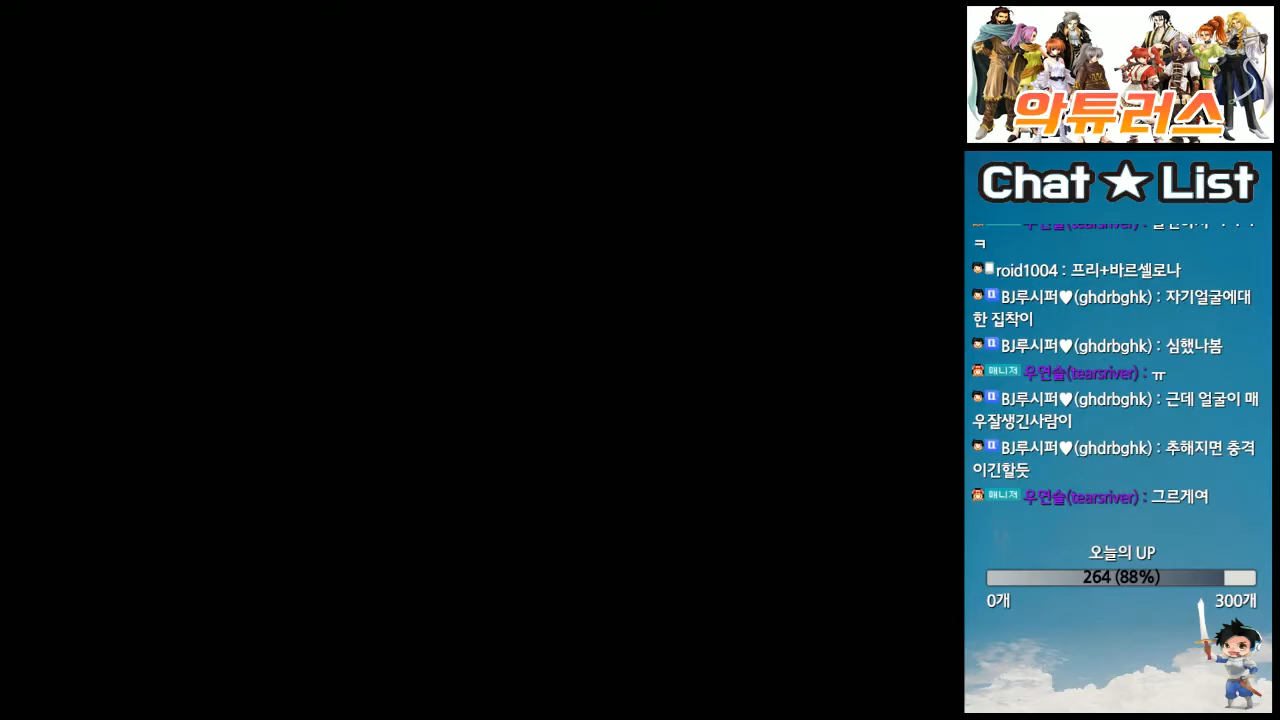 악튜러스
Chat★List
우연술(tearsriver) :
ㅋ
roid1004 : 프리+바르셀로나
BJ루시퍼♥(ghdrbghk) : 자기얼굴에대
한 집착이
BJ루시퍼♥(ghdrbghk) : 심했나봄
매니저 우연술(tearsriver) : ㅠ
BJ루시퍼♥(ghdrbghk) : 근데 얼굴이 매
우잘생긴사람이
BJ루시퍼♥(ghdrbghk) : 추해지면 충격
이긴할듯
매니저 우연술(tearsriver) : 그르게여
오늘의 UP
264 (88%)
0개 300개